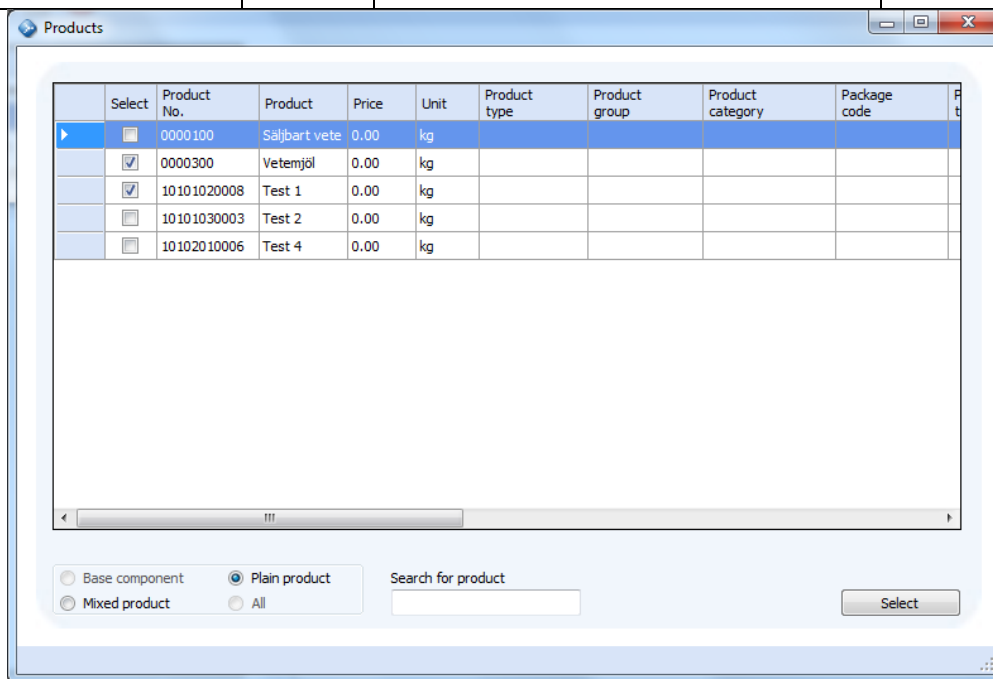 Products
Select Product No. Product Price Unit Product type Product group Product category Package code
0000100 Säljbart vete 0.00 kg
0000300 Vetemjöl 0.00 kg
10101020008 Test 1 0.00 kg
10101030003 Test 2 0.00 kg
10102010006 Test 4 0.00 kg
Base component Plain product Search for product
Mixed product All Select